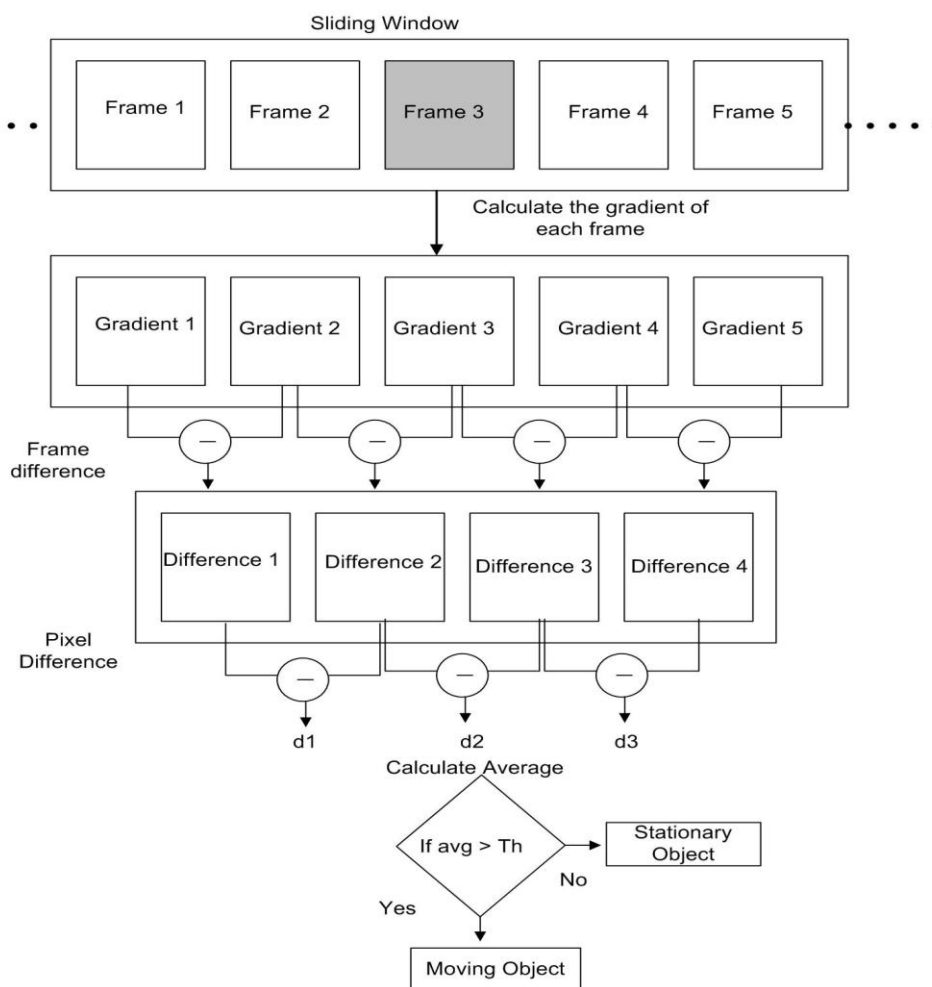 Sliding Window
Frame 1
Frame 2
Frame 3
Frame 4
Frame 5
Calculate the gradient of
each frame
Gradient 1
Gradient 2
Gradient 3
Gradient 4
Gradient 5
Frame
difference
Difference 1
Difference 2
Difference 3
Difference 4
Pixel
Difference
d1
d2
d3
Calculate Average
If avg > Th
Stationary
Object
No
Yes
Moving Object